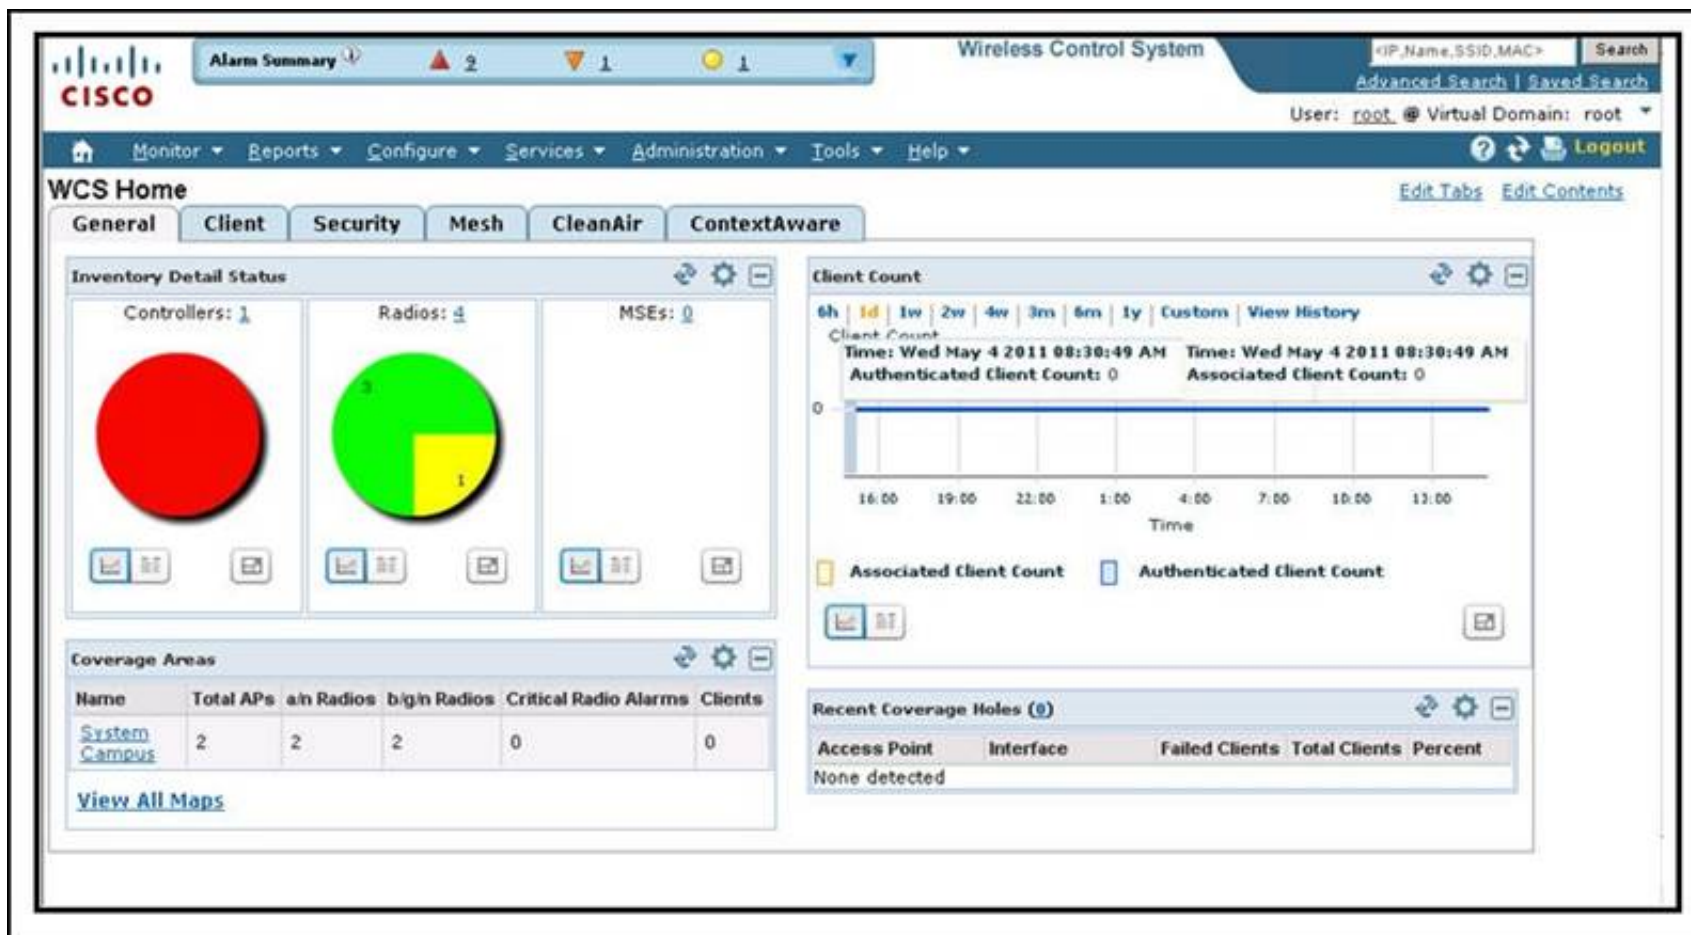 Alarm Summary 9 1 1
Wireless Control System
<IP,Name,SSID,MAC> Search
Advanced Search | Saved Search
CISCO
User: root @ Virtual Domain: root
Monitor Reports Configure Services Administration Tools Help
? Logout
WCS Home
Edit Tabs Edit Contents
General Client Security Mesh CleanAir ContextAware
Inventory Detail Status
Controllers: 1
Radios: 4
MSEs: 0
3
1
Client Count
6h | 1d | 1w | 2w | 4w | 3m | 6m | 1y | Custom | View History
Client Count
Time: Wed May 4 2011 08:30:49 AM
Authenticated Client Count: 0
Time: Wed May 4 2011 08:30:49 AM
Associated Client Count: 0
0
16:00 19:00 22:00 1:00 4:00 7:00 10:00 13:00
Time
Associated Client Count Authenticated Client Count
Coverage Areas
Name Total APs a/n Radios b/g/n Radios Critical Radio Alarms Clients
System Campus 2 2 2 0 0
View All Maps
Recent Coverage Holes (0)
Access Point Interface Failed Clients Total Clients Percent
None detected